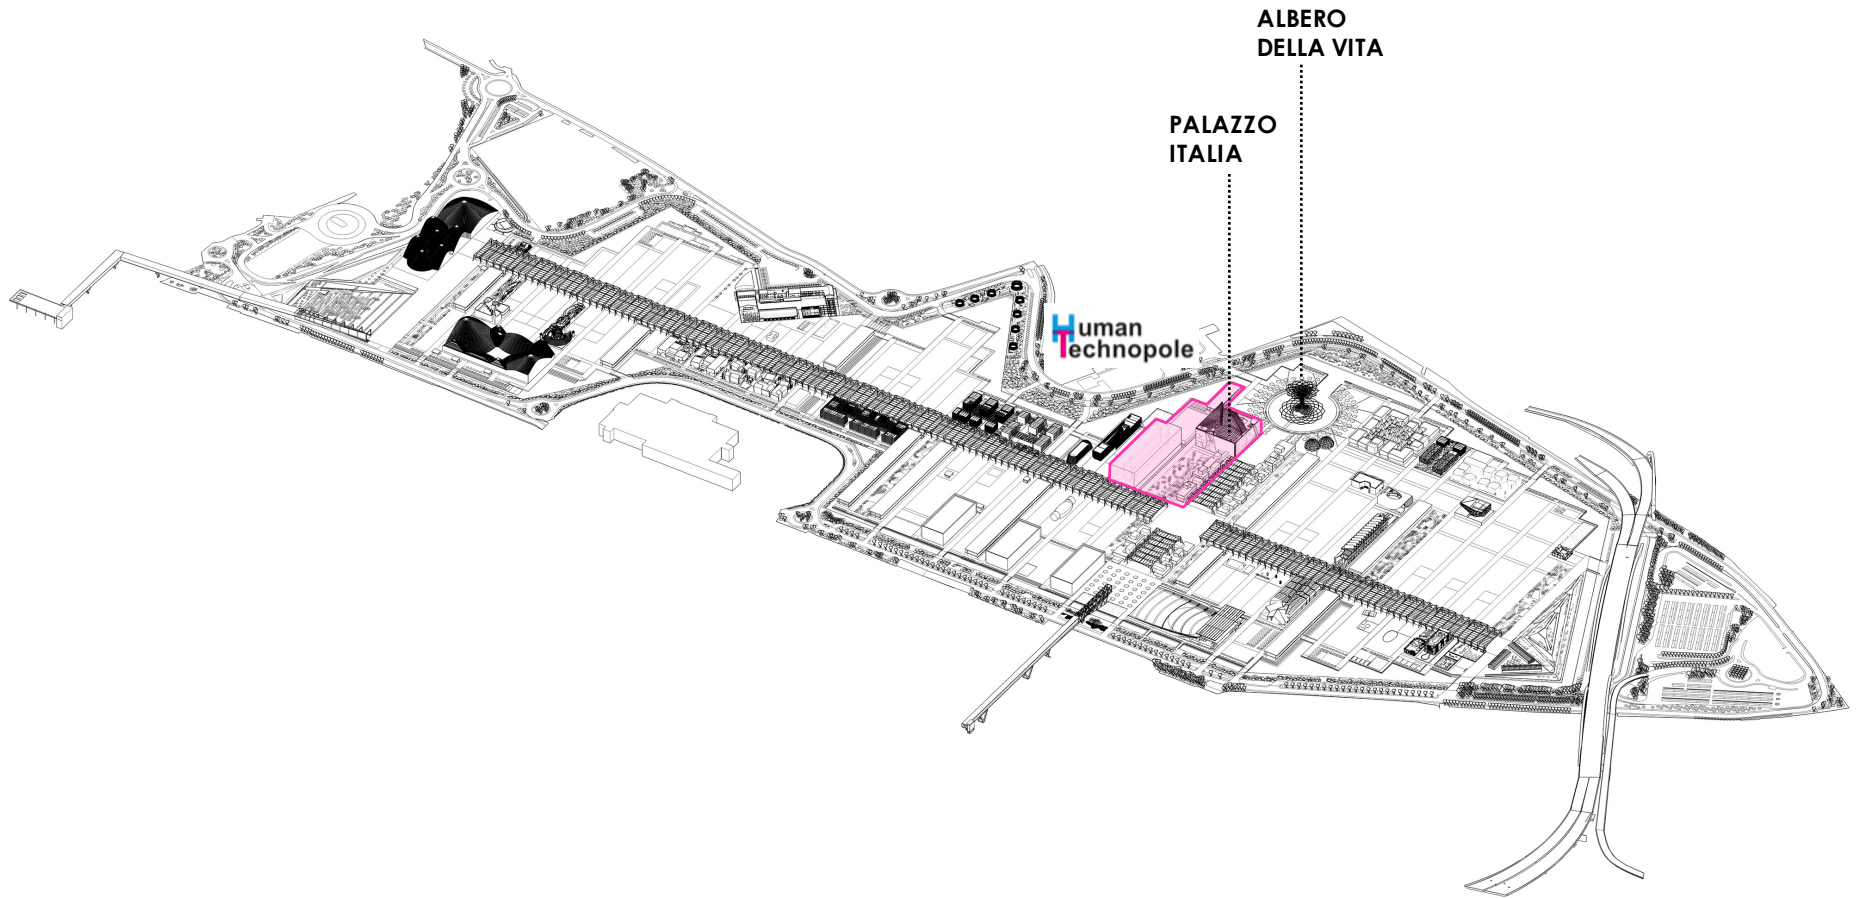 ALBERO
DELLA VITA
PALAZZO
ITALIA
Human
Technopole